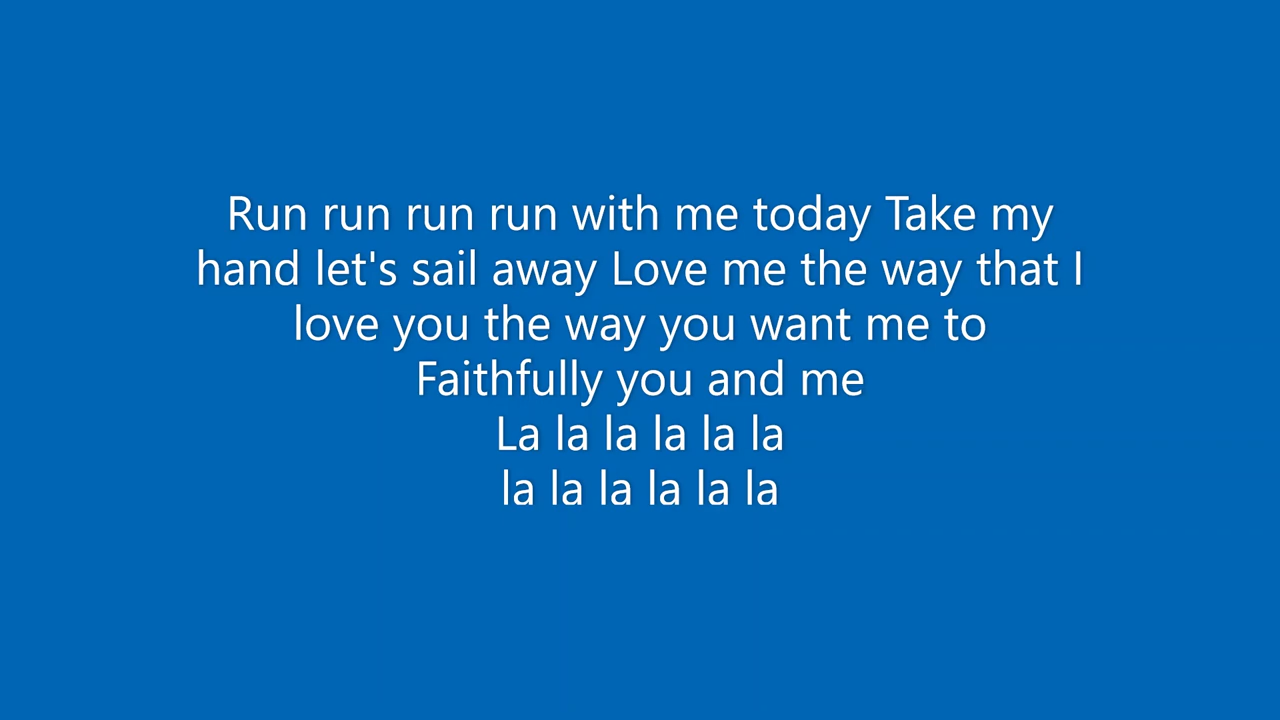 Run run run run with me today Take my
hand let's sail away Love me the way that I
love you the way you want me to
Faithfully you and me
La la la la la la
la la la la la la